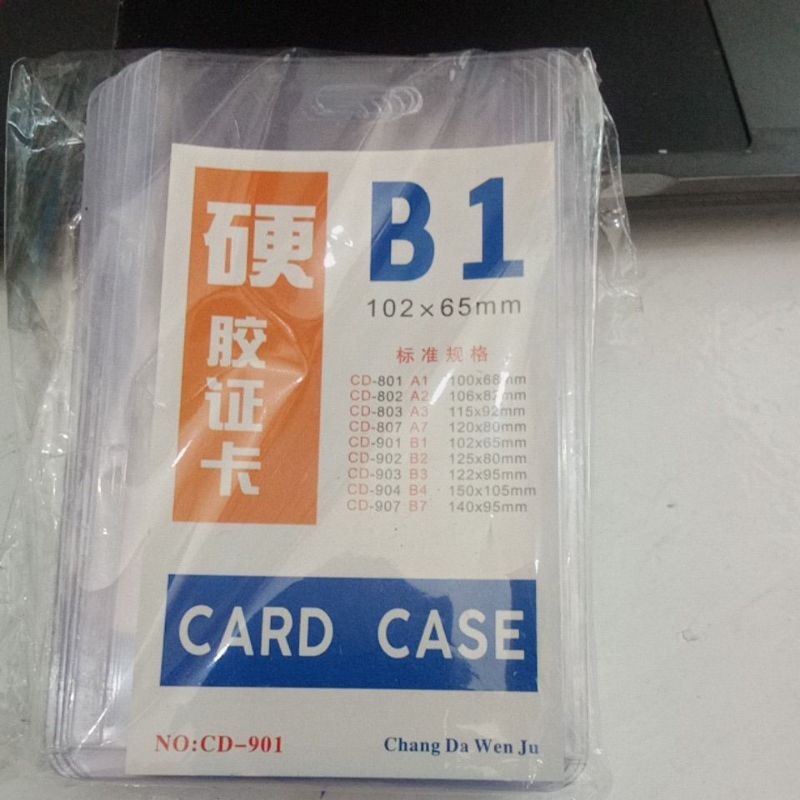 硬
胶
证
卡
B1
102×65mm
标准规格
CD-801 A1 100x68mm
CD-802 A2 106x82mm
CD-803 A3 115x92mm
CD-807 A7 120x80mm
CD-901 B1 102x65mm
CD-902 B2 125x80mm
CD-903 B3 122x95mm
CD-904 B4 150x105mm
CD-907 B7 140x95mm
CARD CASE
NO:CD-901
Chang Da Wen Ju